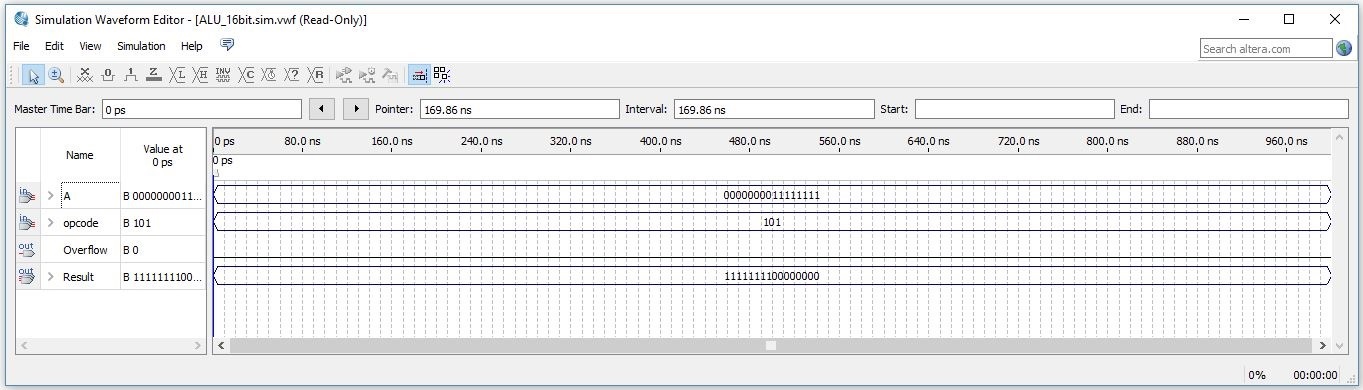 Simulation Waveform Editor - [ALU_16bit.sim.vwf (Read-Only)]
File Edit View Simulation Help
Search altera.com
Master Time Bar: 0 ps Pointer: 169.86 ns Interval: 169.86 ns Start: End:
Name Value at 0 ps
0 ps 80.0 ns 160.0 ns 240.0 ns 320.0 ns 400.0 ns 480.0 ns 560.0 ns 640.0 ns 720.0 ns 800.0 ns 880.0 ns 960.0 ns
0 ps
in A B 0000000011... 0000000011111111
in opcode B 101 101
out Overflow B 0
out Result B 1111111100... 1111111100000000
0% 00:00:00